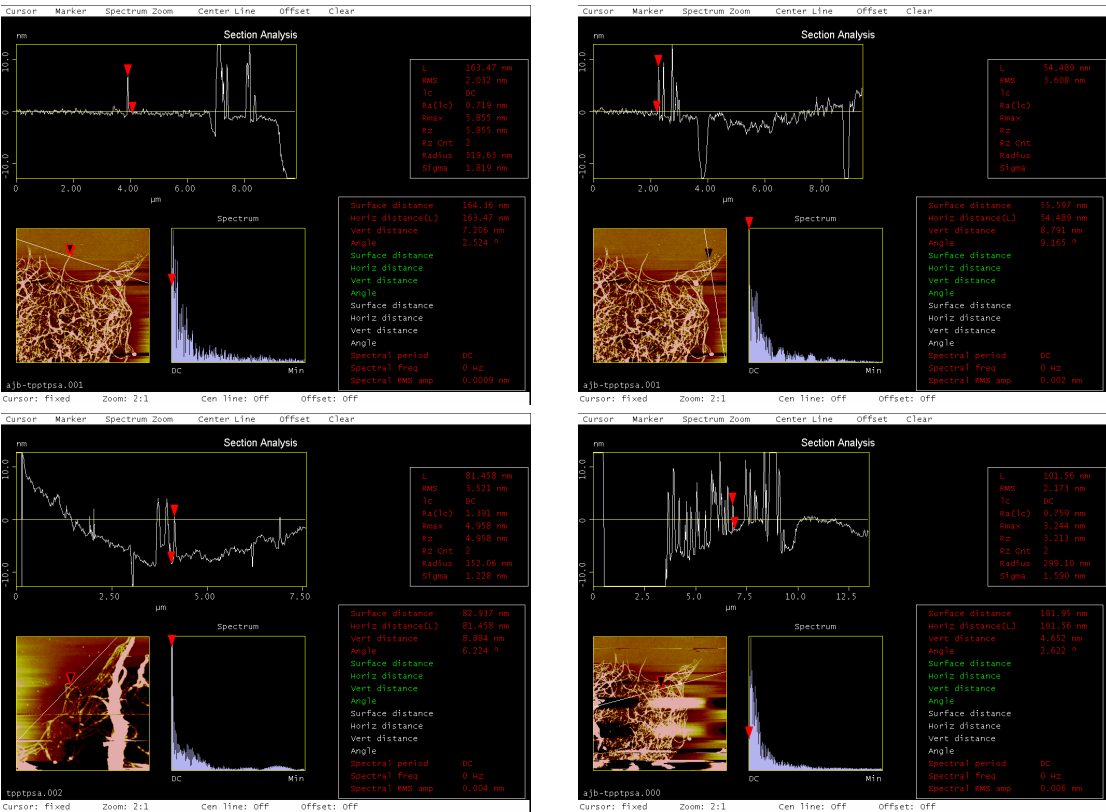 Cursor Marker Spectrum Zoom Center Line Offset Clear
Section Analysis
nm
10.0
0
-10.0
0 2.00 4.00 6.00 8.00
µm
L 163.47 nm
RMS 2.032 nm
lc DC
Ra(lc) 0.719 nm
Rmax 5.855 nm
Rz 5.855 nm
Rz Cnt 2
Radius 519.63 nm
Sigma 1.819 nm
Spectrum
DC Min
Surface distance 164.16 nm
Horiz distance(L) 163.47 nm
Vert distance 7.206 nm
Angle 2.524 °
Surface distance
Horiz distance
Vert distance
Angle
Surface distance
Horiz distance
Vert distance
Angle
Spectral period DC
Spectral freq 0 Hz
Spectral RMS amp 0.0009 nm
ajb-tpptpsa.001
Cursor: fixed Zoom: 2:1 Cen line: Off Offset: Off
Cursor Marker Spectrum Zoom Center Line Offset Clear
Section Analysis
nm
10.0
0
-10.0
0 2.00 4.00 6.00 8.00
µm
L 54.489 nm
RMS 3.608 nm
lc DC
Ra(lc)
Rmax
Rz
Rz Cnt
Radius
Sigma
Spectrum
DC Min
Surface distance 55.597 nm
Horiz distance(L) 54.489 nm
Vert distance 8.791 nm
Angle 9.165 °
Surface distance
Horiz distance
Vert distance
Angle
Surface distance
Horiz distance
Vert distance
Angle
Spectral period DC
Spectral freq 0 Hz
Spectral RMS amp 0.002 nm
ajb-tpptpsa.001
Cursor: fixed Zoom: 2:1 Cen line: Off Offset: Off
Cursor Marker Spectrum Zoom Center Line Offset Clear
Section Analysis
nm
10.0
0
-10.0
0 2.50 5.00 7.50
µm
L 81.458 nm
RMS 3.521 nm
lc DC
Ra(lc) 1.391 nm
Rmax 4.958 nm
Rz 4.958 nm
Rz Cnt 2
Radius 152.06 nm
Sigma 1.228 nm
Spectrum
DC Min
Surface distance 82.937 nm
Horiz distance(L) 81.458 nm
Vert distance 8.884 nm
Angle 6.224 °
Surface distance
Horiz distance
Vert distance
Angle
Surface distance
Horiz distance
Vert distance
Angle
Spectral period DC
Spectral freq 0 Hz
Spectral RMS amp 0.004 nm
tpptpsa.002
Cursor: fixed Zoom: 2:1 Cen line: Off Offset: Off
Cursor Marker Spectrum Zoom Center Line Offset Clear
Section Analysis
nm
10.0
0
-10.0
0 2.5 5.0 7.5 10.0 12.5
µm
L 101.56 nm
RMS 2.123 nm
lc DC
Ra(lc) 0.759 nm
Rmax 3.244 nm
Rz 3.213 nm
Rz Cnt 2
Radius 299.10 nm
Sigma 1.590 nm
Spectrum
DC Min
Surface distance 101.95 nm
Horiz distance(L) 101.56 nm
Vert distance 4.652 nm
Angle 2.622 °
Surface distance
Horiz distance
Vert distance
Angle
Surface distance
Horiz distance
Vert distance
Angle
Spectral period DC
Spectral freq 0 Hz
Spectral RMS amp 0.006 nm
ajb-tpptpsa.000
Cursor: fixed Zoom: 2:1 Cen line: Off Offset: Off